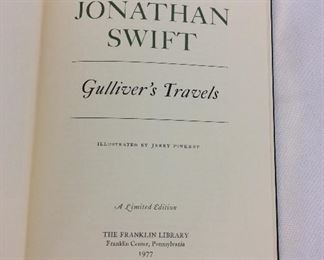 JONATHAN
SWIFT
Gulliver's Travels
ILLUSTRATED BY JERRY PINKNEY
A Limited Edition
THE FRANKLIN LIBRARY
Franklin Center, Pennsylvania
1977